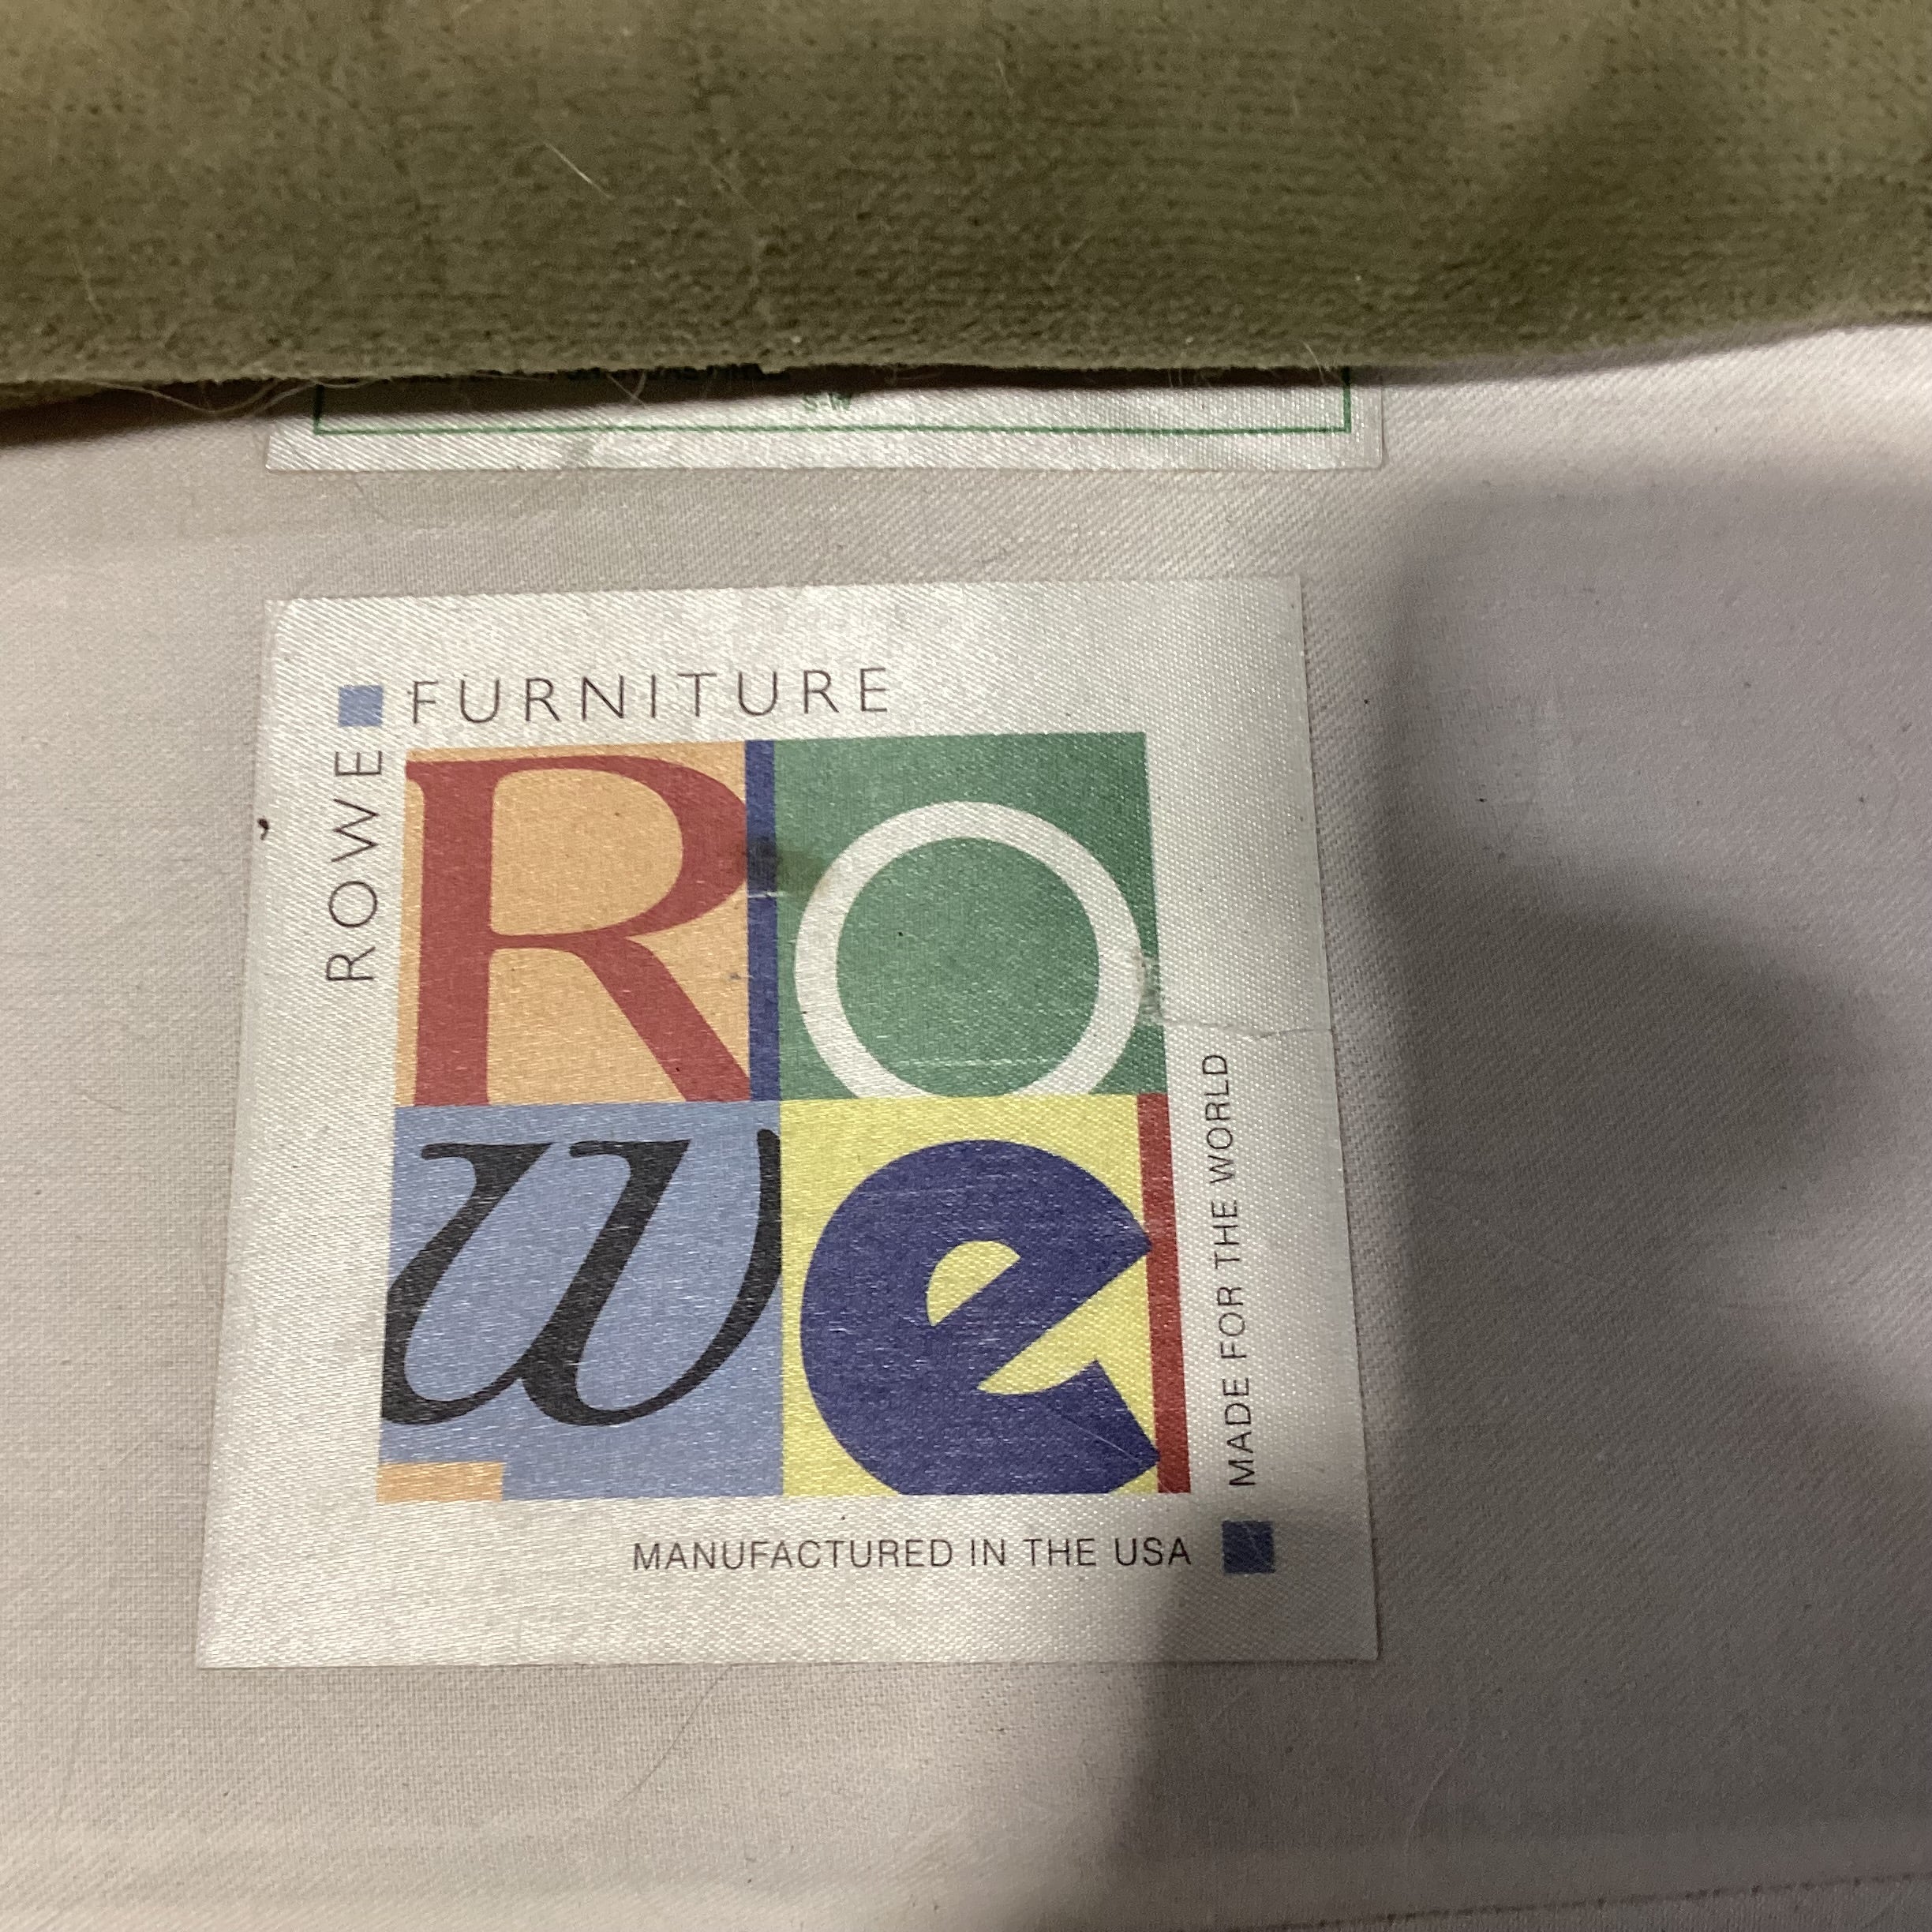 FURNITURE
ROWE
Ro
we
MADE FOR THE WORLD
MANUFACTURED IN THE USA